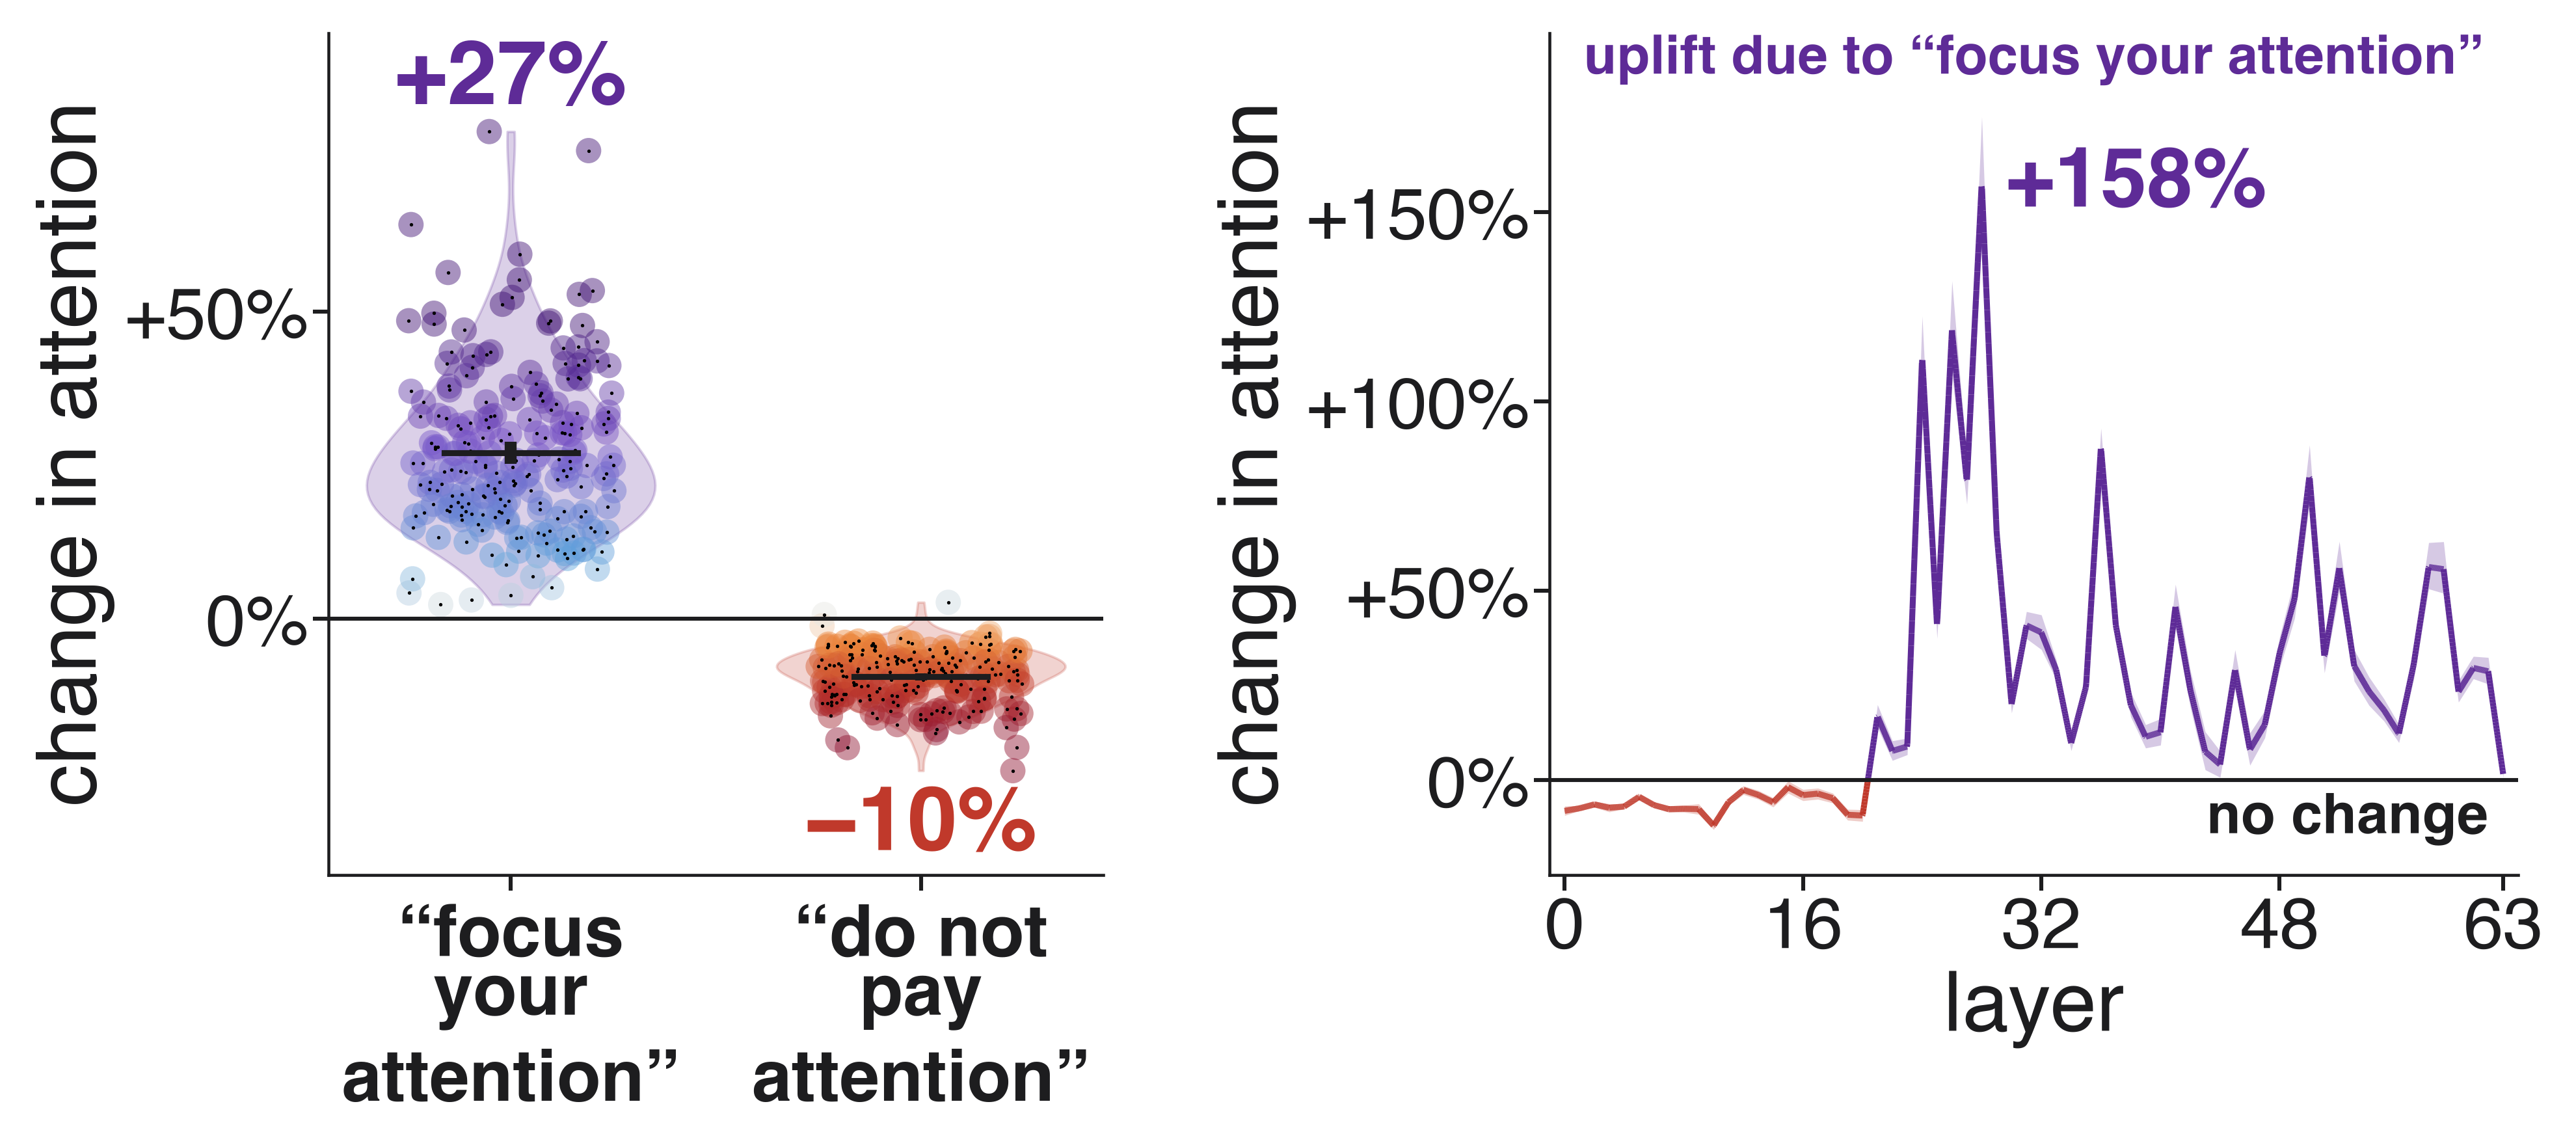 change in attention
+50%
0%
+27%
–10%
“focus
your
attention”
“do not
pay
attention”
change in attention
+150%
+100%
+50%
0%
uplift due to “focus your attention”
+158%
no change
0 16 32 48 63
layer